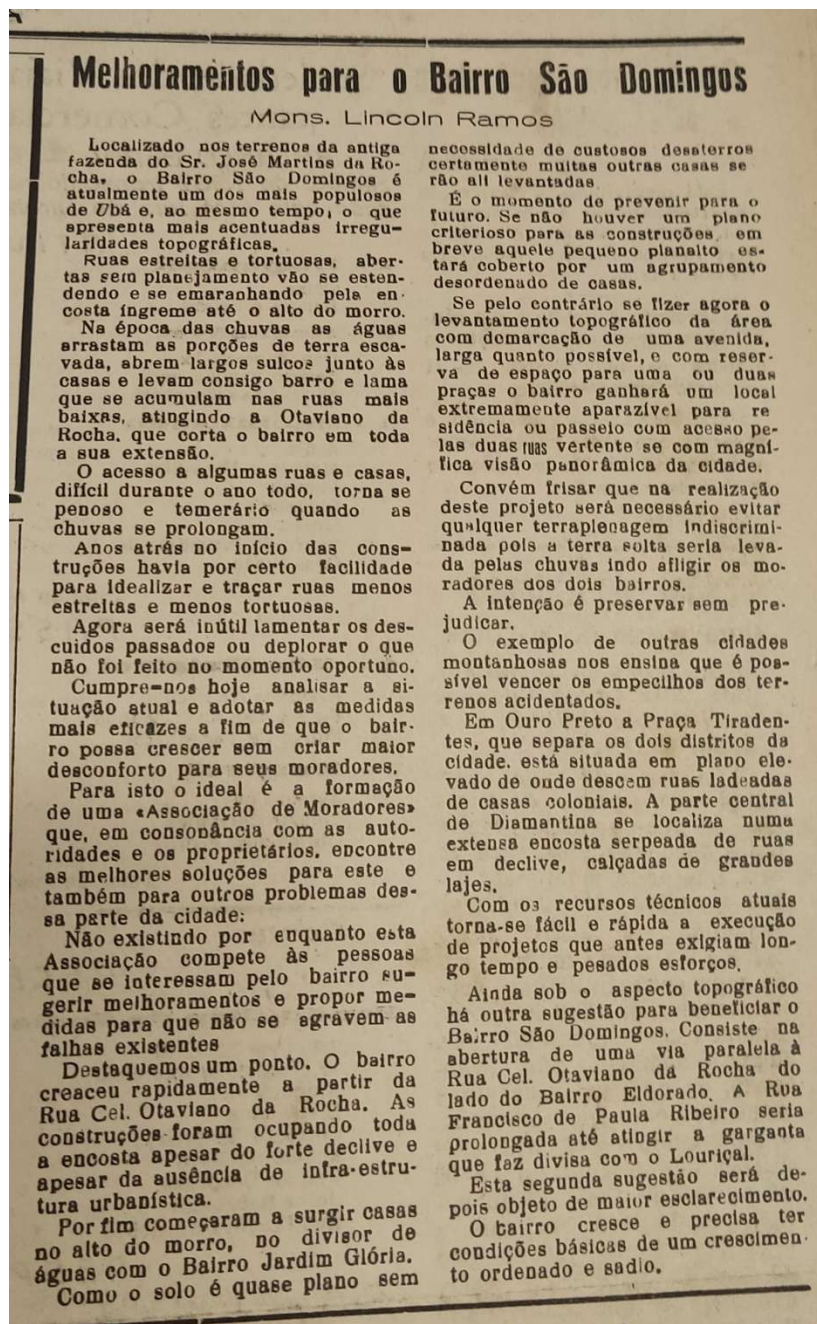 Melhoramentos para o Bairro São Domingos
Mons. Lincoln Ramos
Localizado nos terrenos da antiga
fazenda do Sr. José Martins da Ro-
cha, o Bairro São Domingos é
atualmente um dos mais populosos
de Ubá e, ao mesmo tempo, o que
apresenta mais acentuadas irregu-
laridades topográficas.
Ruas estreitas e tortuosas, aber-
tas sem planejamento vão se esten-
dendo e se emaranhando pela en-
costa íngreme até o alto do morro.
Na época das chuvas as águas
arrastam as porções de terra esca-
vada, abrem largos sulcos junto às
casas e levam consigo barro e lama
que se acumulam nas ruas mais
baixas, atingindo a Otaviano da
Rocha, que corta o bairro em toda
a sua extensão.
O acesso a algumas ruas e casas,
difícil durante o ano todo, torna se
penoso e temerário quando as
chuvas se prolongam.
Anos atrás no início das cons-
truções havia por certo facilidade
para idealizar e traçar ruas menos
estreitas e menos tortuosas.
Agora será inútil lamentar os des-
cuidos passados ou deplorar o que
não foi feito no momento oportuno.
Cumpre-nos hoje analisar a si-
tuação atual e adotar as medidas
mais eficazes a fim de que o bair-
ro possa crescer sem criar maior
desconforto para seus moradores.
Para isto o ideal é a formação
de uma «Associação de Moradores»
que, em consonância com as auto-
ridades e os proprietários, encontre
as melhores soluções para este e
também para outros problemas des-
sa parte da cidade:
Não existindo por enquanto esta
Associação compete às pessoas
que se interessam pelo bairro su-
gerir melhoramentos e propor me-
didas para que não se agravem as
falhas existentes
Destaquemos um ponto. O bairro
creaceu rapidamente a partir da
Rua Cel. Otaviano da Rocha. As
construções foram ocupando toda
a encosta apesar do forte declive e
apesar da ausência de infra-estru-
tura urbanística.
Por fim começaram a surgir casas
no alto do morro, no divisor de
águas com o Bairro Jardim Glória.
Como o solo é quase plano sem
necessidade de custosos desaterros
certamente muitas outras casas se
rão ali levantadas
É o momento de prevenir para o
futuro. Se não houver um plano
criterioso para as construções, em
breve aquele pequeno planalto es-
tará coberto por um agrupamento
desordenado de casas.
Se pelo contrário se fizer agora o
levantamento topográfico da área
com demarcação de uma avenida,
larga quanto possível, e com reser-
va de espaço para uma ou duas
praças o bairro ganhará um local
extremamente aparazível para re
sidência ou passeio com acesso pe-
las duas ruas vertente se com magní-
fica visão panorâmica da cidade.
Convém frisar que na realização
deste projeto será necessário evitar
qualquer terraplenagem indiscrimi-
nada pois a terra solta seria leva-
da pelas chuvas indo afligir os mo-
radores dos dois bairros.
A intenção é preservar sem pre-
judicar.
O exemplo de outras cidades
montanhosas nos ensina que é pos-
sível vencer os empecilhos dos ter-
renos acidentados.
Em Ouro Preto a Praça Tiraden-
tes, que separa os dois distritos da
cidade, está situada em plano ele-
vado de onde descem ruas ladeadas
de casas coloniais. A parte central
de Diamantina se localiza numa
extensa encosta serpeada de ruas
em declive, calçadas de grandes
lajes.
Com os recursos técnicos atuais
torna-se fácil e rápida a execução
de projetos que antes exigiam lon-
go tempo e pesados esforços.
Ainda sob o aspecto topográfico
há outra sugestão para beneficiar o
Bairro São Domingos. Consiste na
abertura de uma via paralela à
Rua Cel. Otaviano da Rocha do
lado do Bairro Eldorado. A Rua
Francisco de Paula Ribeiro seria
prolongada até atingir a garganta
que faz divisa com o Louriçal.
Esta segunda sugestão será de-
pois objeto de maior esclarecimento.
O bairro cresce e precisa ter
condições básicas de um crescimen-
to ordenado e sadio.